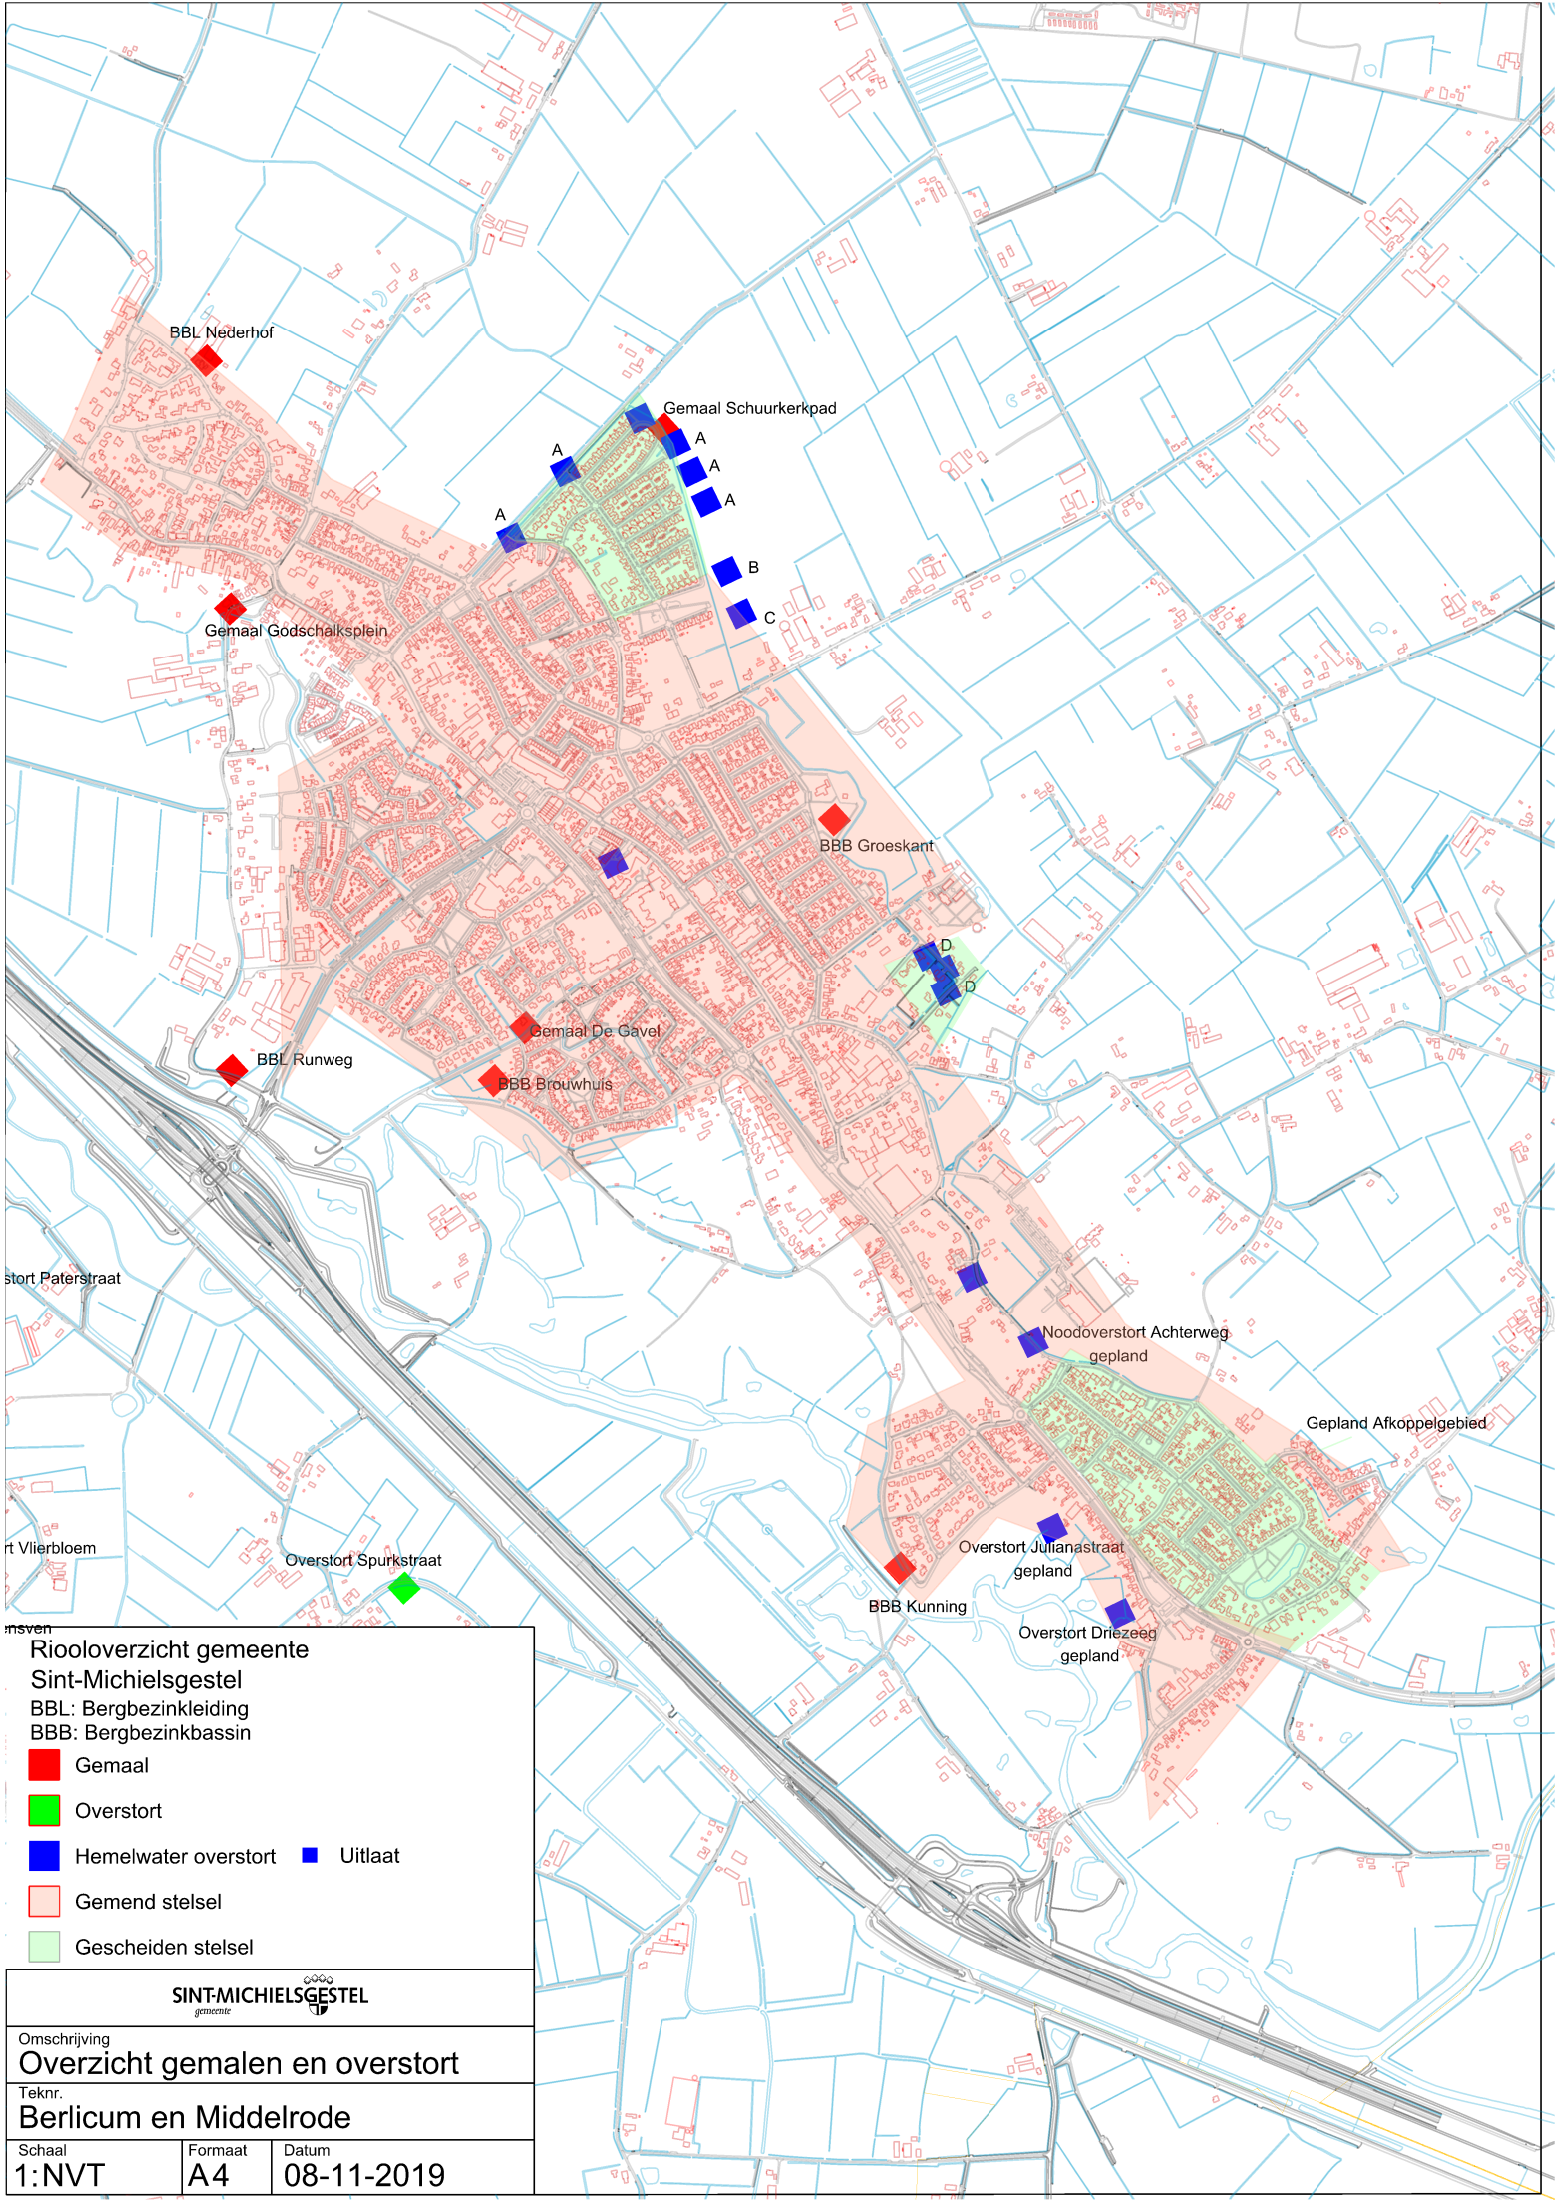 BBL Nederhof
Gemaal Schuurkerkpad
A
A
A
A
A
B
C
Gemaal Godschalksplein
BBB Groeskant
D
D
Gemaal De Gavel
BBL Runweg
BBB Brouwhuis
stort Paterstraat
Noodoverstort Achterweg
gepland
Gepland Afkoppelgebied
rt Vlierbloem
Overstort Spurkstraat
Overstort Julianastraat
gepland
BBB Kunning
Overstort Driezeeg
gepland
ensven
Riooloverzicht gemeente
Sint-Michielsgestel
BBL: Bergbezinkleiding
BBB: Bergbezinkbassin
Gemaal
Overstort
Hemelwater overstort Uitlaat
Gemend stelsel
Gescheiden stelsel
SINT-MICHIELSGESTEL
gemeente
Omschrijving
Overzicht gemalen en overstort
Teknr.
Berlicum en Middelrode
Schaal Formaat Datum
1:NVT A4 08-11-2019